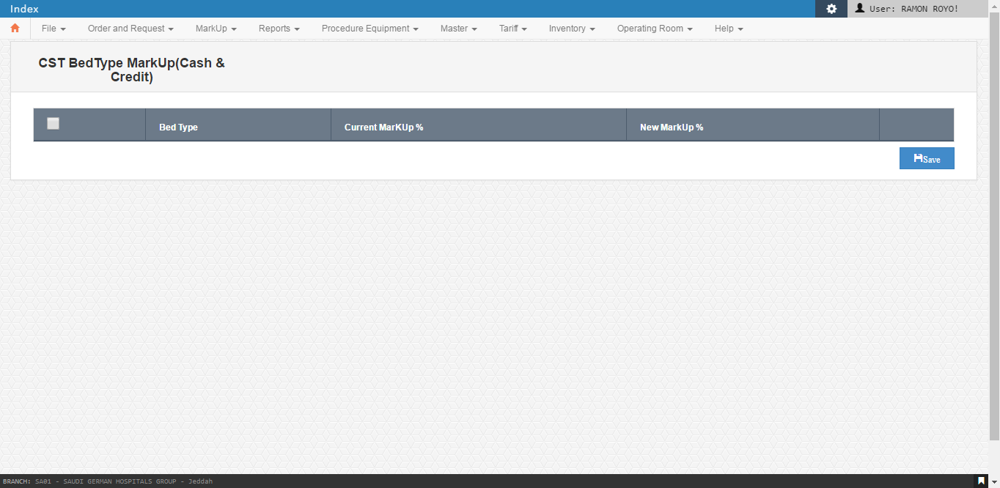 Index
User: RAMON ROYO!
File Order and Request MarkUp Reports Procedure Equipment Master Tariff Inventory Operating Room Help
CST BedType MarkUp(Cash &
Credit)
Bed Type Current MarKUp % New MarkUp %
Save
BRANCH: SA01 - SAUDI GERMAN HOSPITALS GROUP - Jeddah